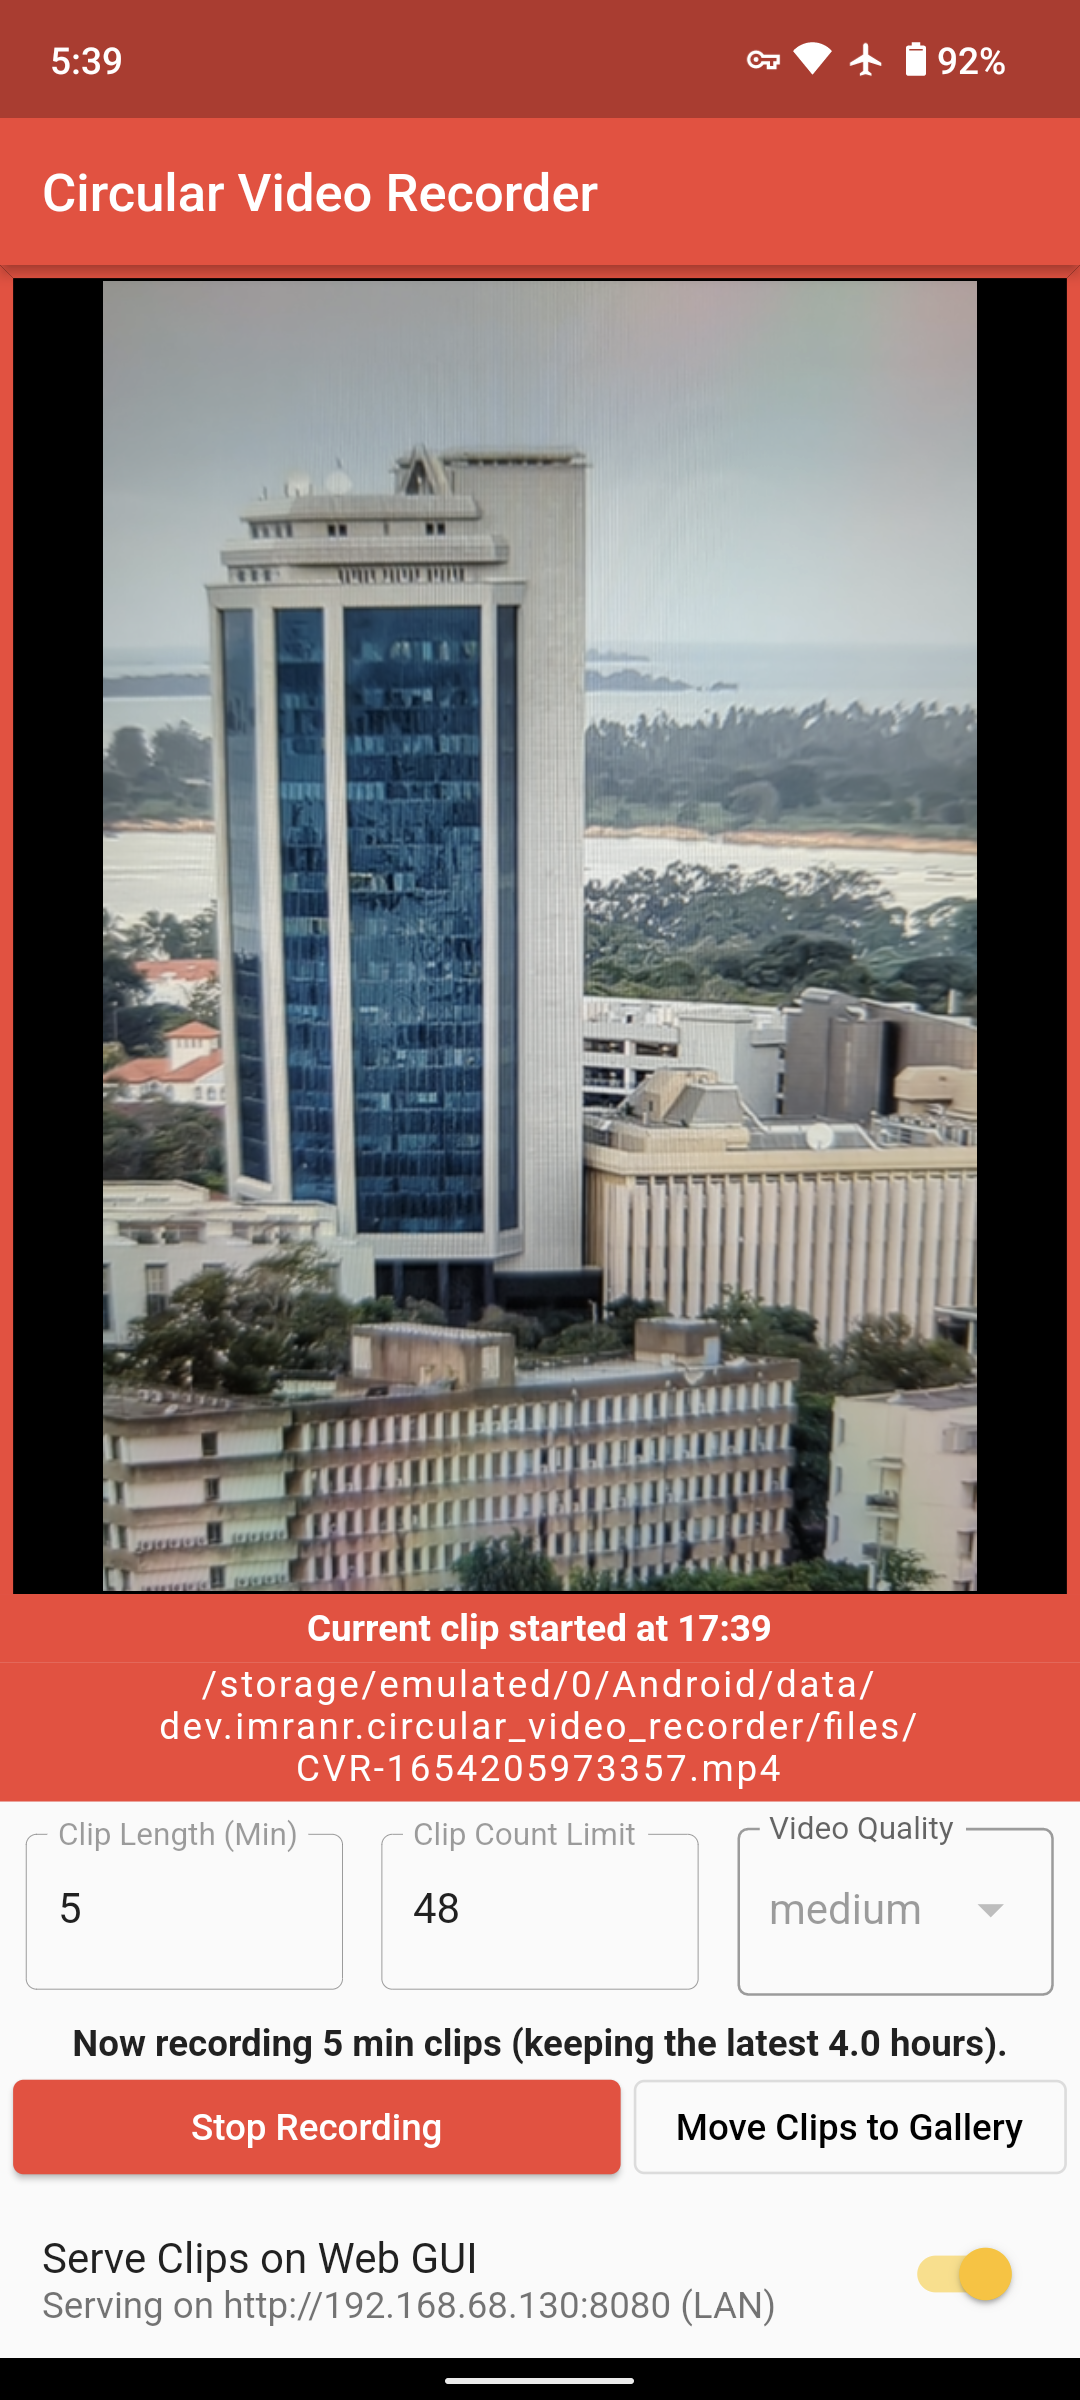 5:39
92%
Circular Video Recorder
Current clip started at 17:39
/storage/emulated/0/Android/data/
dev.imranr.circular_video_recorder/files/
CVR-1654205973357.mp4
Clip Length (Min)
Clip Count Limit
Video Quality
5
48
medium
Now recording 5 min clips (keeping the latest 4.0 hours).
Stop Recording
Move Clips to Gallery
Serve Clips on Web GUI
Serving on http://192.168.68.130:8080 (LAN)